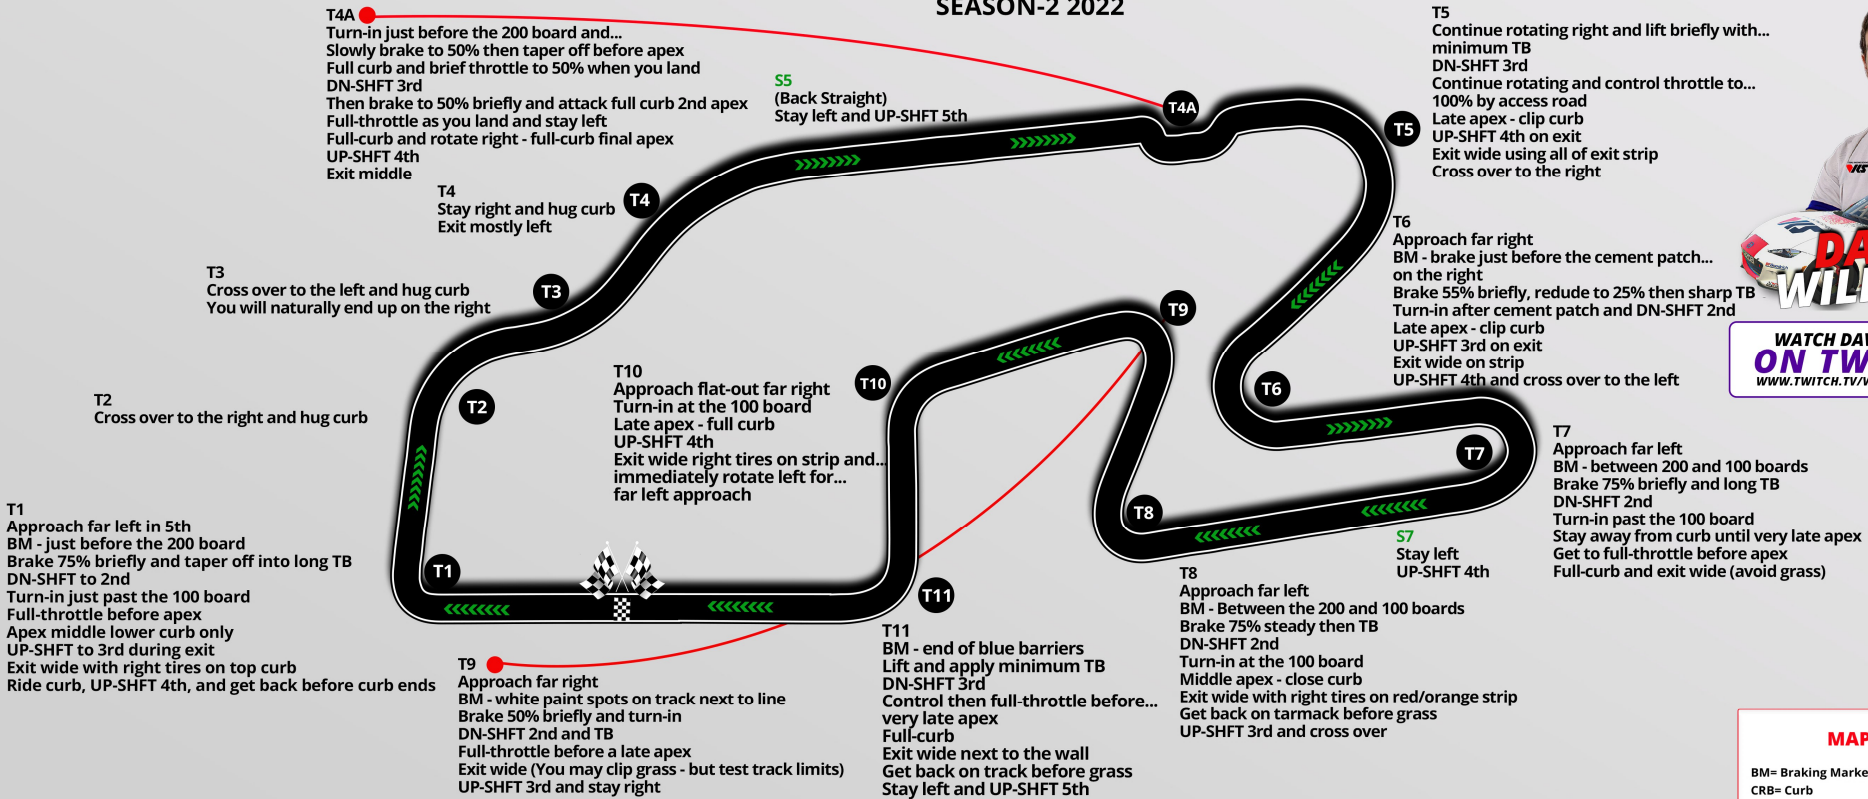 SEASON-2 2022
T4A
Turn-in just before the 200 board and...
Slowly brake to 50% then taper off before apex
Full curb and brief throttle to 50% when you land
DN-SHFT 3rd
Then brake to 50% briefly and attack full curb 2nd apex
Full-throttle as you land and stay left
Full-curb and rotate right - full-curb final apex
UP-SHFT 4th
Exit middle
S5
(Back Straight)
Stay left and UP-SHFT 5th
T5
Continue rotating right and lift briefly with...
minimum TB
DN-SHFT 3rd
Continue rotating and control throttle to...
100% by access road
Late apex - clip curb
UP-SHFT 4th on exit
Exit wide using all of exit strip
Cross over to the right
T4A
T5
T4
Stay right and hug curb
Exit mostly left
T4
T3
Cross over to the left and hug curb
You will naturally end up on the right
T3
T6
Approach far right
BM - brake just before the cement patch...
on the right
Brake 55% briefly, redude to 25% then sharp TB
Turn-in after cement patch and DN-SHFT 2nd
Late apex - clip curb
UP-SHFT 3rd on exit
Exit wide on strip
UP-SHFT 4th and cross over to the left
T9
T6
WATCH DAV
ON TW
WWW.TWITCH.TV/W
T2
Cross over to the right and hug curb
T2
T10
Approach flat-out far right
Turn-in at the 100 board
Late apex - full curb
UP-SHFT 4th
Exit wide right tires on strip and...
immediately rotate left for...
far left approach
T10
T7
Approach far left
BM - between 200 and 100 boards
Brake 75% briefly and long TB
DN-SHFT 2nd
Turn-in past the 100 board
Stay away from curb until very late apex
Get to full-throttle before apex
Full-curb and exit wide (avoid grass)
T7
T8
S7
Stay left
UP-SHFT 4th
T1
Approach far left in 5th
BM - just before the 200 board
Brake 75% briefly and taper off into long TB
DN-SHFT to 2nd
Turn-in just past the 100 board
Full-throttle before apex
Apex middle lower curb only
UP-SHFT to 3rd during exit
Exit wide with right tires on top curb
Ride curb, UP-SHFT 4th, and get back before curb ends
T1
T11
T8
Approach far left
BM - Between the 200 and 100 boards
Brake 75% steady then TB
DN-SHFT 2nd
Turn-in at the 100 board
Middle apex - close curb
Exit wide with right tires on red/orange strip
Get back on tarmack before grass
UP-SHFT 3rd and cross over
T9
Approach far right
BM - white paint spots on track next to line
Brake 50% briefly and turn-in
DN-SHFT 2nd and TB
Full-throttle before a late apex
Exit wide (You may clip grass - but test track limits)
UP-SHFT 3rd and stay right
T11
BM - end of blue barriers
Lift and apply minimum TB
DN-SHFT 3rd
Control then full-throttle before...
very late apex
Full-curb
Exit wide next to the wall
Get back on track before grass
Stay left and UP-SHFT 5th
MAP
BM= Braking Marke
CRB= Curb